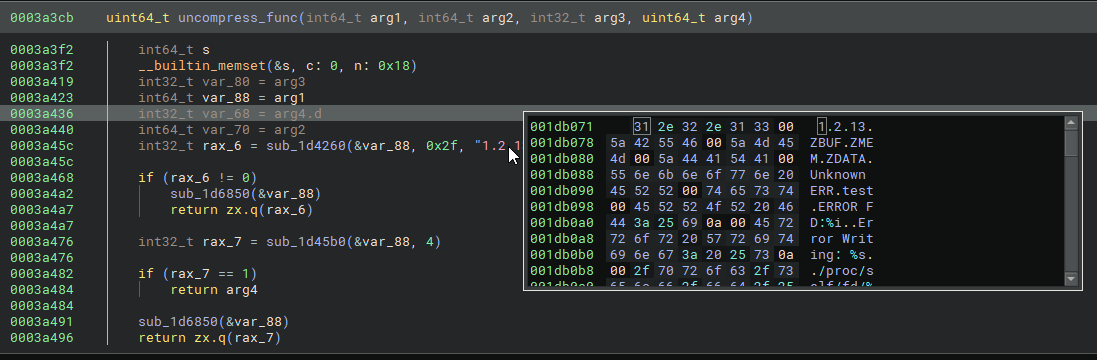 0003a3cb uint64_t uncompress_func(int64_t arg1, int64_t arg2, int32_t arg3, uint64_t arg4)
0003a3f2 int64_t s
0003a3f2 __builtin_memset(&s, c: 0, n: 0x18)
0003a419 int32_t var_80 = arg3
0003a423 int64_t var_88 = arg1
0003a436 int32_t var_68 = arg4.d
0003a440 int64_t var_70 = arg2
0003a45c int32_t rax_6 = sub_1d4260(&var_88, 0x2f, "1.2.1
0003a45c
0003a468 if (rax_6 != 0)
0003a4a2 sub_1d6850(&var_88)
0003a4a7 return zx.q(rax_6)
0003a4a7
0003a476 int32_t rax_7 = sub_1d45b0(&var_88, 4)
0003a476
0003a482 if (rax_7 == 1)
0003a484 return arg4
0003a484
0003a491 sub_1d6850(&var_88)
0003a496 return zx.q(rax_7)
001db071 31 2e 32 2e 31 33 00 1.2.13.
001db078 5a 42 55 46 00 5a 4d 45 ZBUF.ZME
001db080 4d 00 5a 44 41 54 41 00 M.ZDATA.
001db088 55 6e 6b 6e 6f 77 6e 20 Unknown
001db090 45 52 52 00 74 65 73 74 ERR.test
001db098 00 45 52 52 4f 52 20 46 .ERROR F
001db0a0 44 3a 25 69 0a 00 45 72 D:%i..Er
001db0a8 72 6f 72 20 57 72 69 74 ror Writ
001db0b0 69 6e 67 3a 20 25 73 0a ing: %s.
001db0b8 00 2f 70 72 6f 63 2f 73 ./proc/s